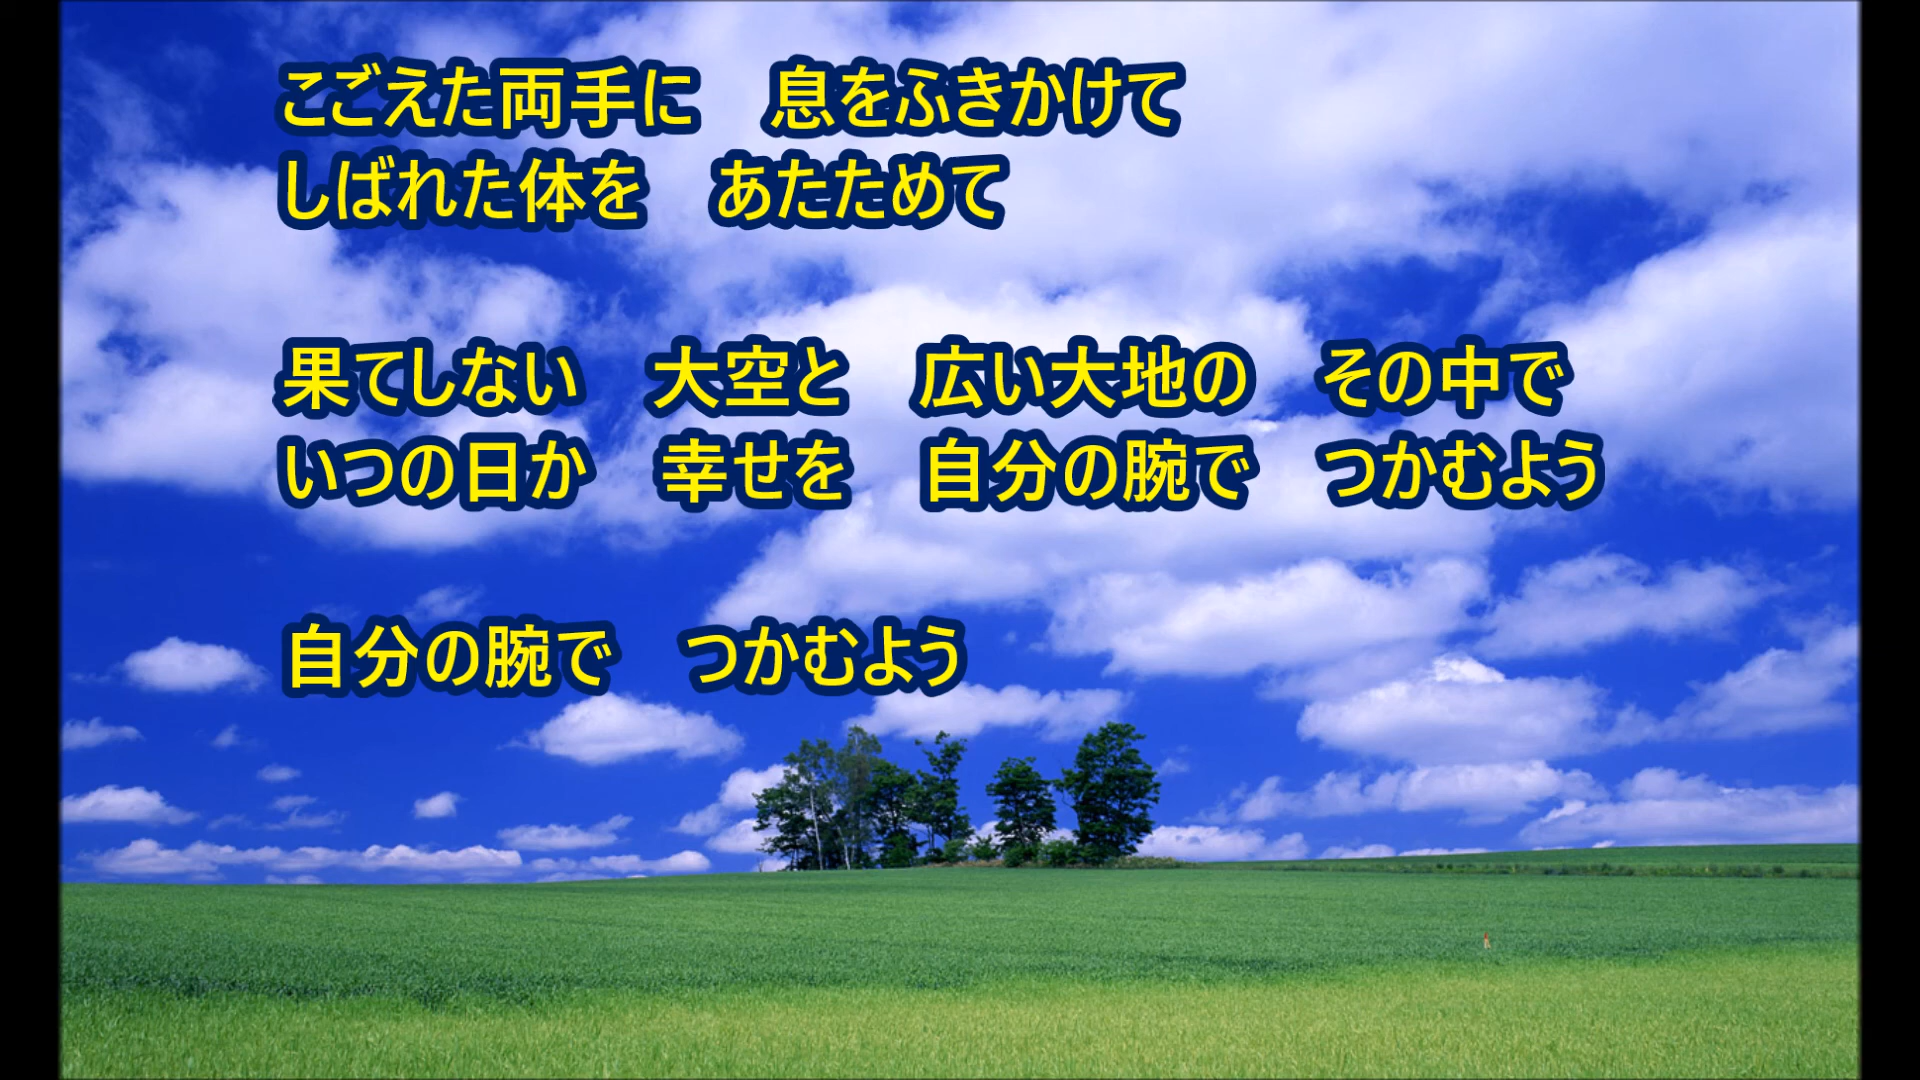 こごえた両手に　息をふきかけて
しばれた体を　あたためて
果てしない　大空と　広い大地の　その中で
いつの日か　幸せを　自分の腕で　つかむよう
自分の腕で　つかむよう